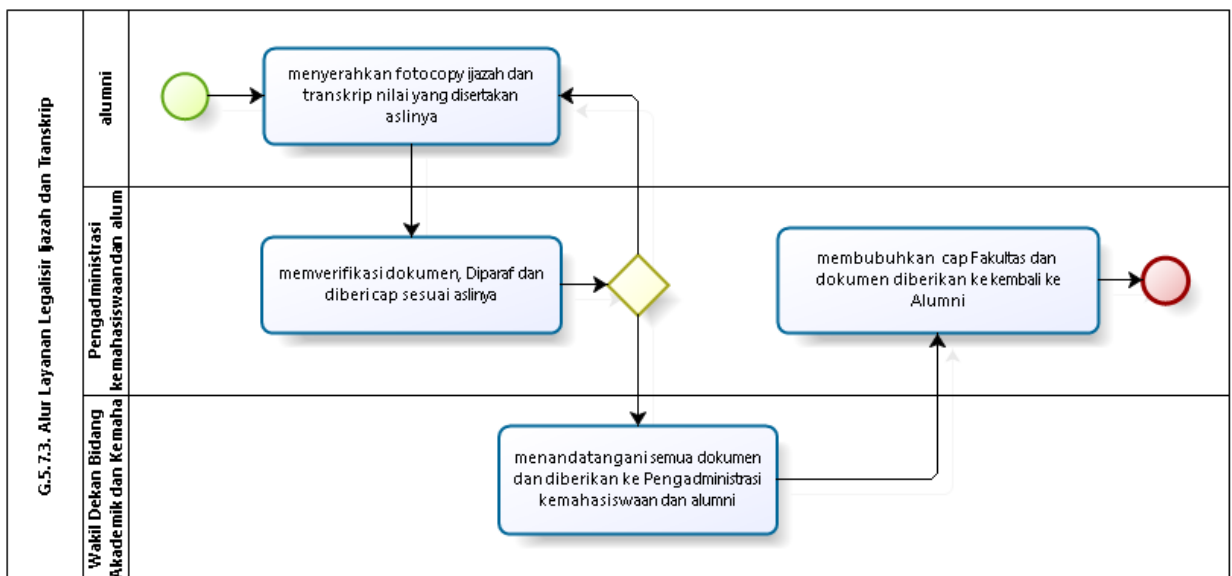 G.5.7.3. Alur Layanan Legalisir Ijazah dan Transkrip
alumni
menyerahkan fotocopy ijazah dan
transkrip nilai yang disertakan
aslinya
Pengadministrasi
kemahasiswaandan alum
memverifikasi dokumen, Diparaf dan
diberi cap sesuai aslinya
membubuhkan cap Fakultas dan
dokumen diberikan ke kembali ke
Alumni
Wakil Dekan Bidang
Akademik dan Kemaha
menandatangani semua dokumen
dan diberikan ke Pengadministrasi
kemahasiswaan dan alumni